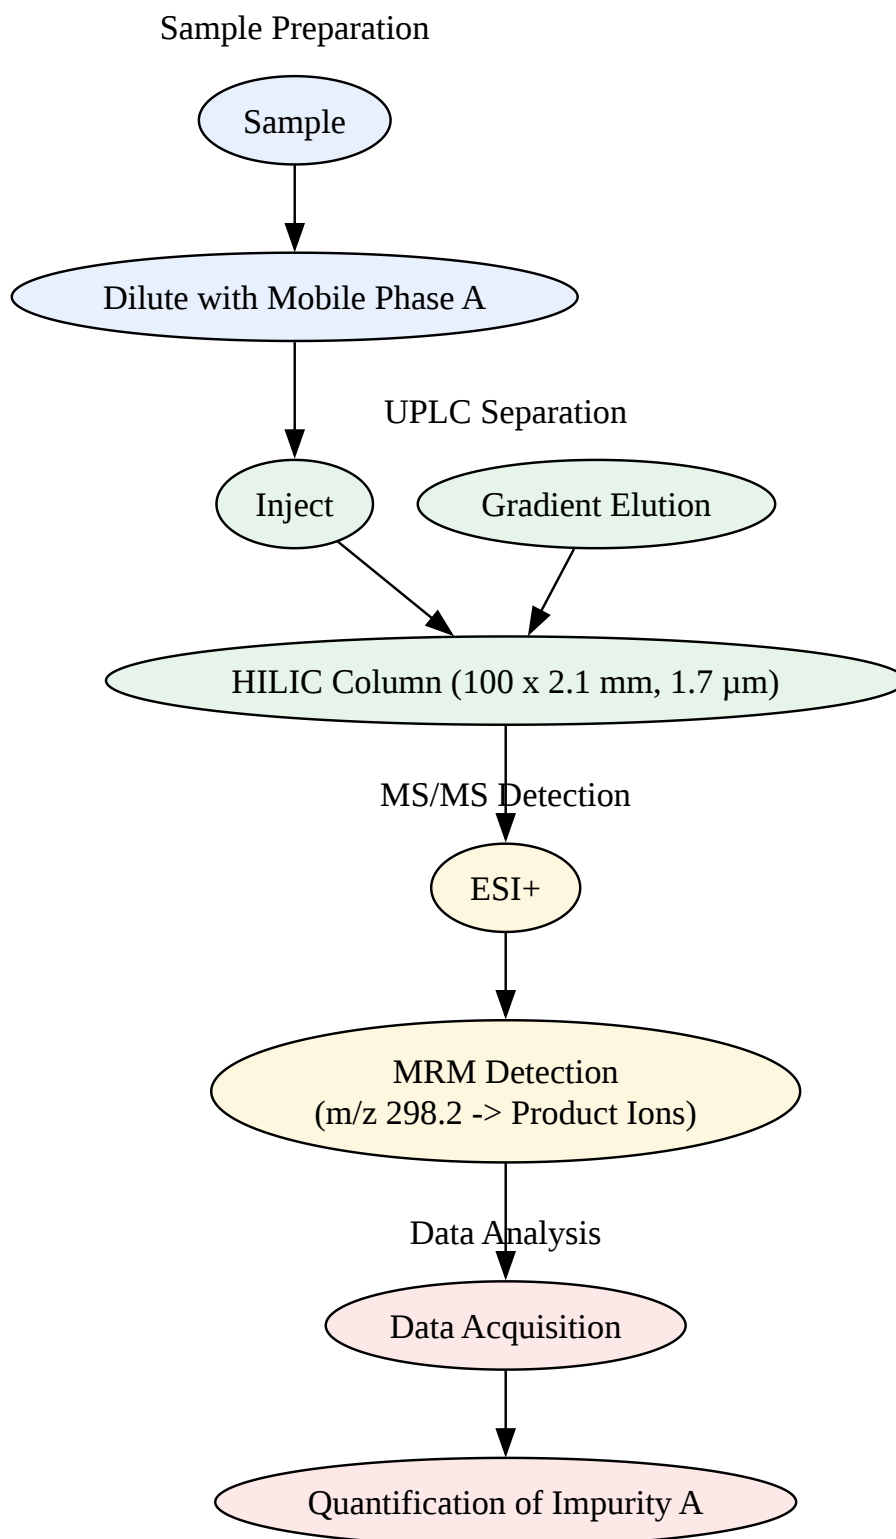 Sample Preparation
Sample
Dilute with Mobile Phase A
UPLC Separation
Inject
Gradient Elution
HILIC Column (100 x 2.1 mm, 1.7 µm)
MS/MS Detection
ESI+
MRM Detection
(m/z 298.2 -> Product Ions)
Data Analysis
Data Acquisition
Quantification of Impurity A